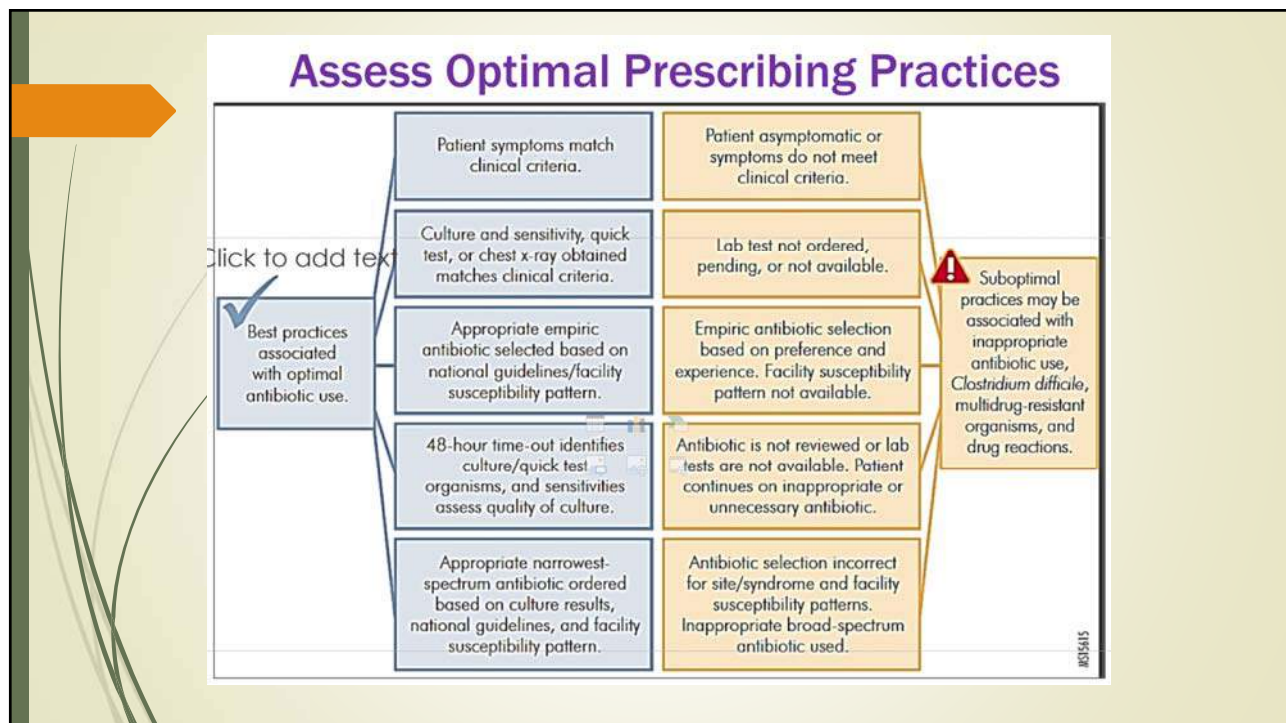 Assess Optimal Prescribing Practices
Click to add text
Best practices
associated
with optimal
antibiotic use.
Patient symptoms match
clinical criteria.
Culture and sensitivity, quick
test, or chest x-ray obtained
matches clinical criteria.
Appropriate empiric
antibiotic selected based on
national guidelines/facility
susceptibility pattern.
48-hour time-out identifies
culture/quick test
organisms, and sensitivities
assess quality of culture.
Appropriate narrowest-
spectrum antibiotic ordered
based on culture results,
national guidelines, and facility
susceptibility pattern.
Patient asymptomatic or
symptoms do not meet
clinical criteria.
Lab test not ordered,
pending, or not available.
Empiric antibiotic selection
based on preference and
experience. Facility susceptibility
pattern not available.
Antibiotic is not reviewed or lab
tests are not available. Patient
continues on inappropriate or
unnecessary antibiotic.
Antibiotic selection incorrect
for site/syndrome and facility
susceptibility patterns.
Inappropriate broad-spectrum
antibiotic used.
Suboptimal
practices may be
associated with
inappropriate
antibiotic use,
Clostridium difficile,
multidrug-resistant
organisms, and
drug reactions.
MS15615